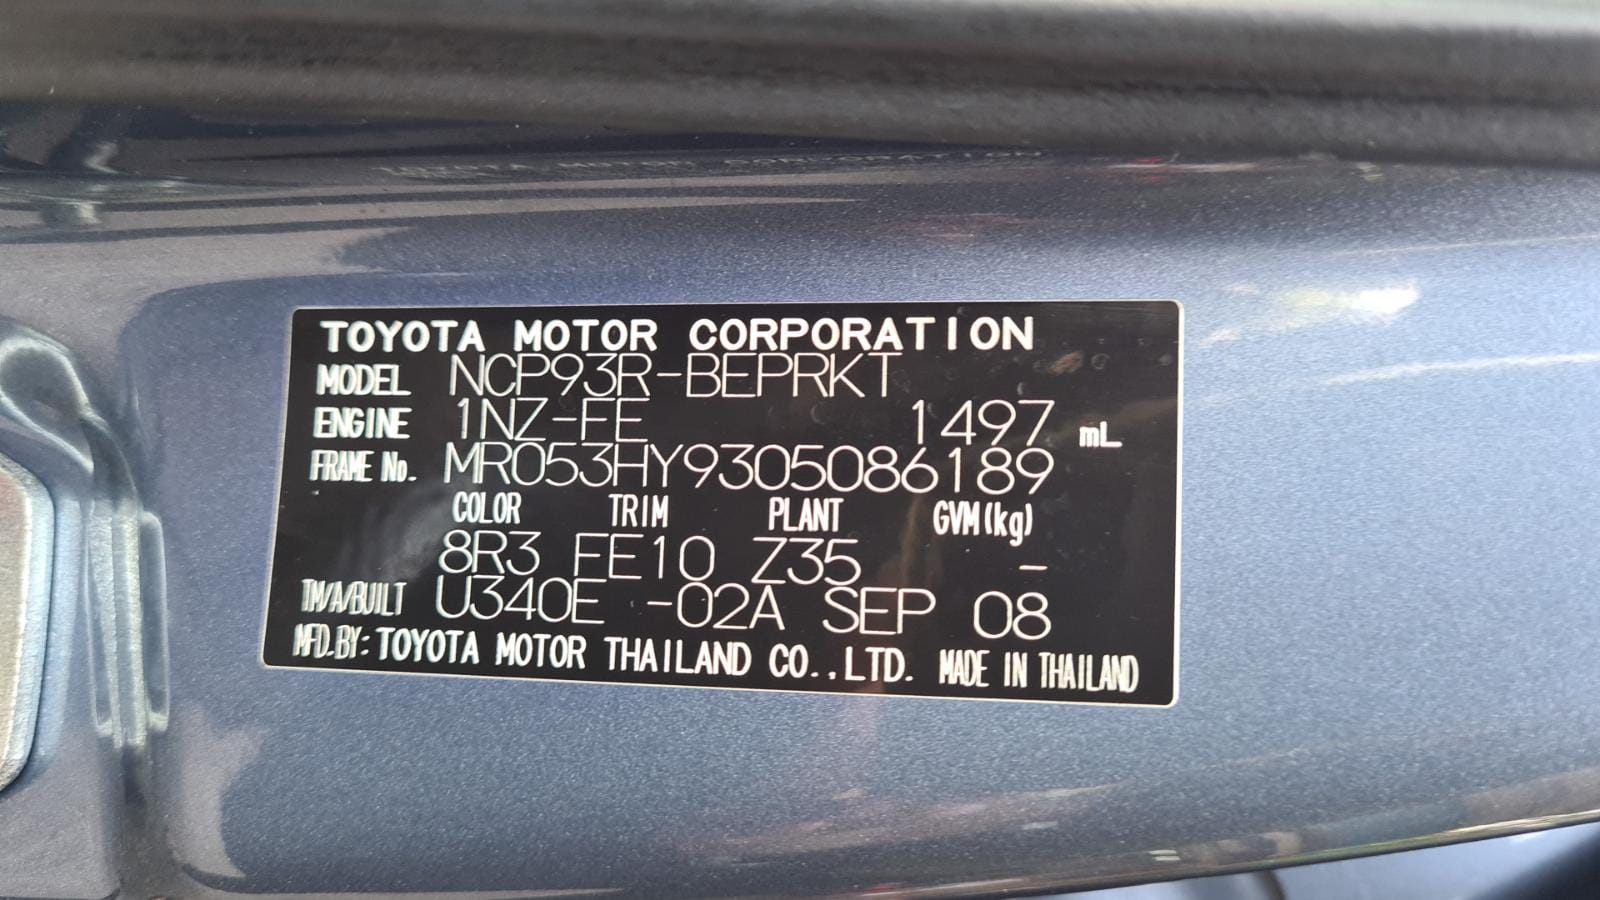 TOYOTA MOTOR CORPORATION
MODEL NCP93R-BEPRKT
ENGINE 1NZ-FE 1497 mL
FRAME No. MR053HY9305086189
COLOR TRIM PLANT GVM(kg)
8R3 FE10 Z35 -
TM/A/BUILT U340E -02A SEP 08
MFD.BY: TOYOTA MOTOR THAILAND CO.,LTD. MADE IN THAILAND